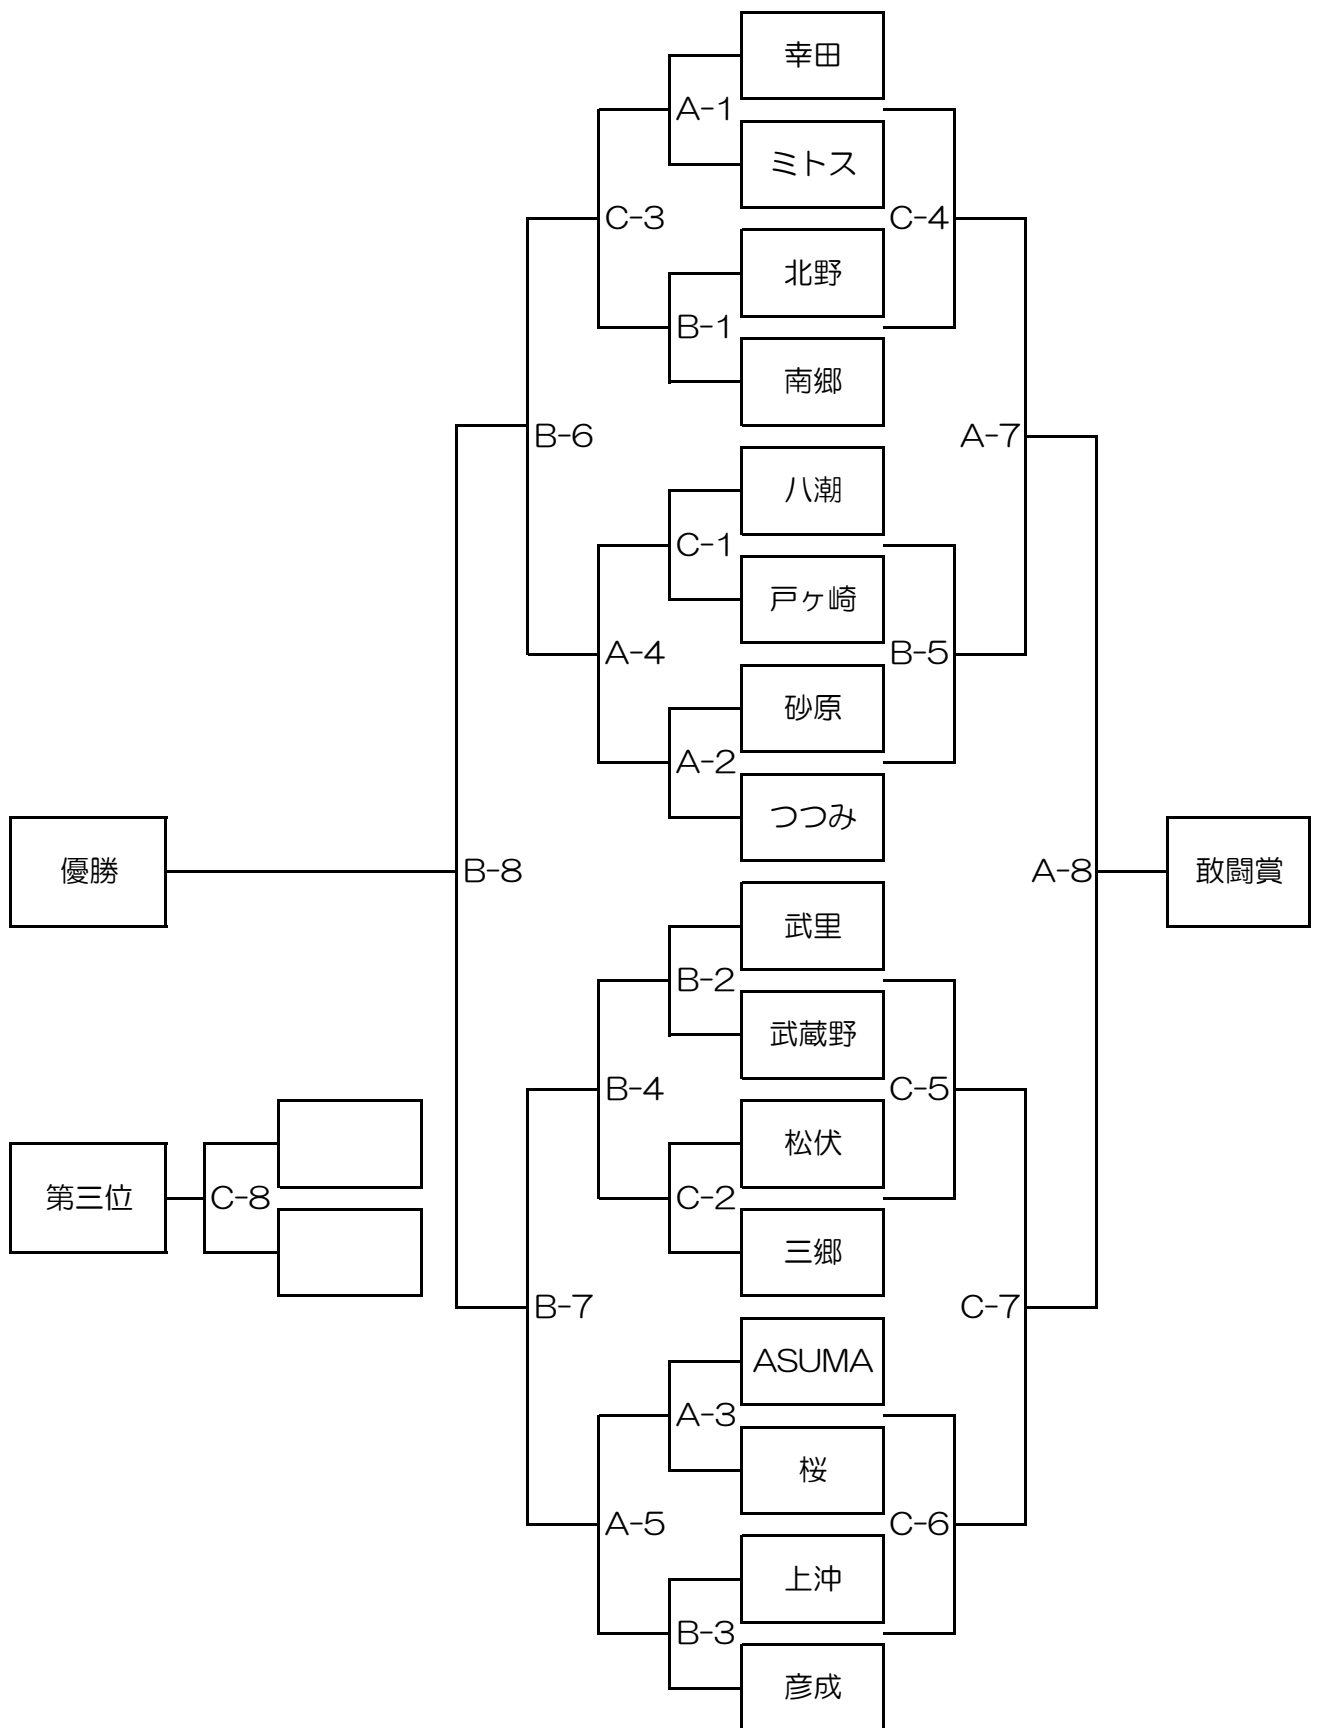 幸田
A-1
ミトス
C-3
C-4
北野
B-1
南郷
B-6
A-7
八潮
C-1
戸ヶ崎
A-4
B-5
砂原
A-2
つつみ
優勝
B-8
A-8
敢闘賞
武里
B-2
武蔵野
B-4
C-5
松伏
第三位
C-8
C-2
三郷
B-7
C-7
ASUMA
A-3
桜
A-5
C-6
上沖
B-3
彦成